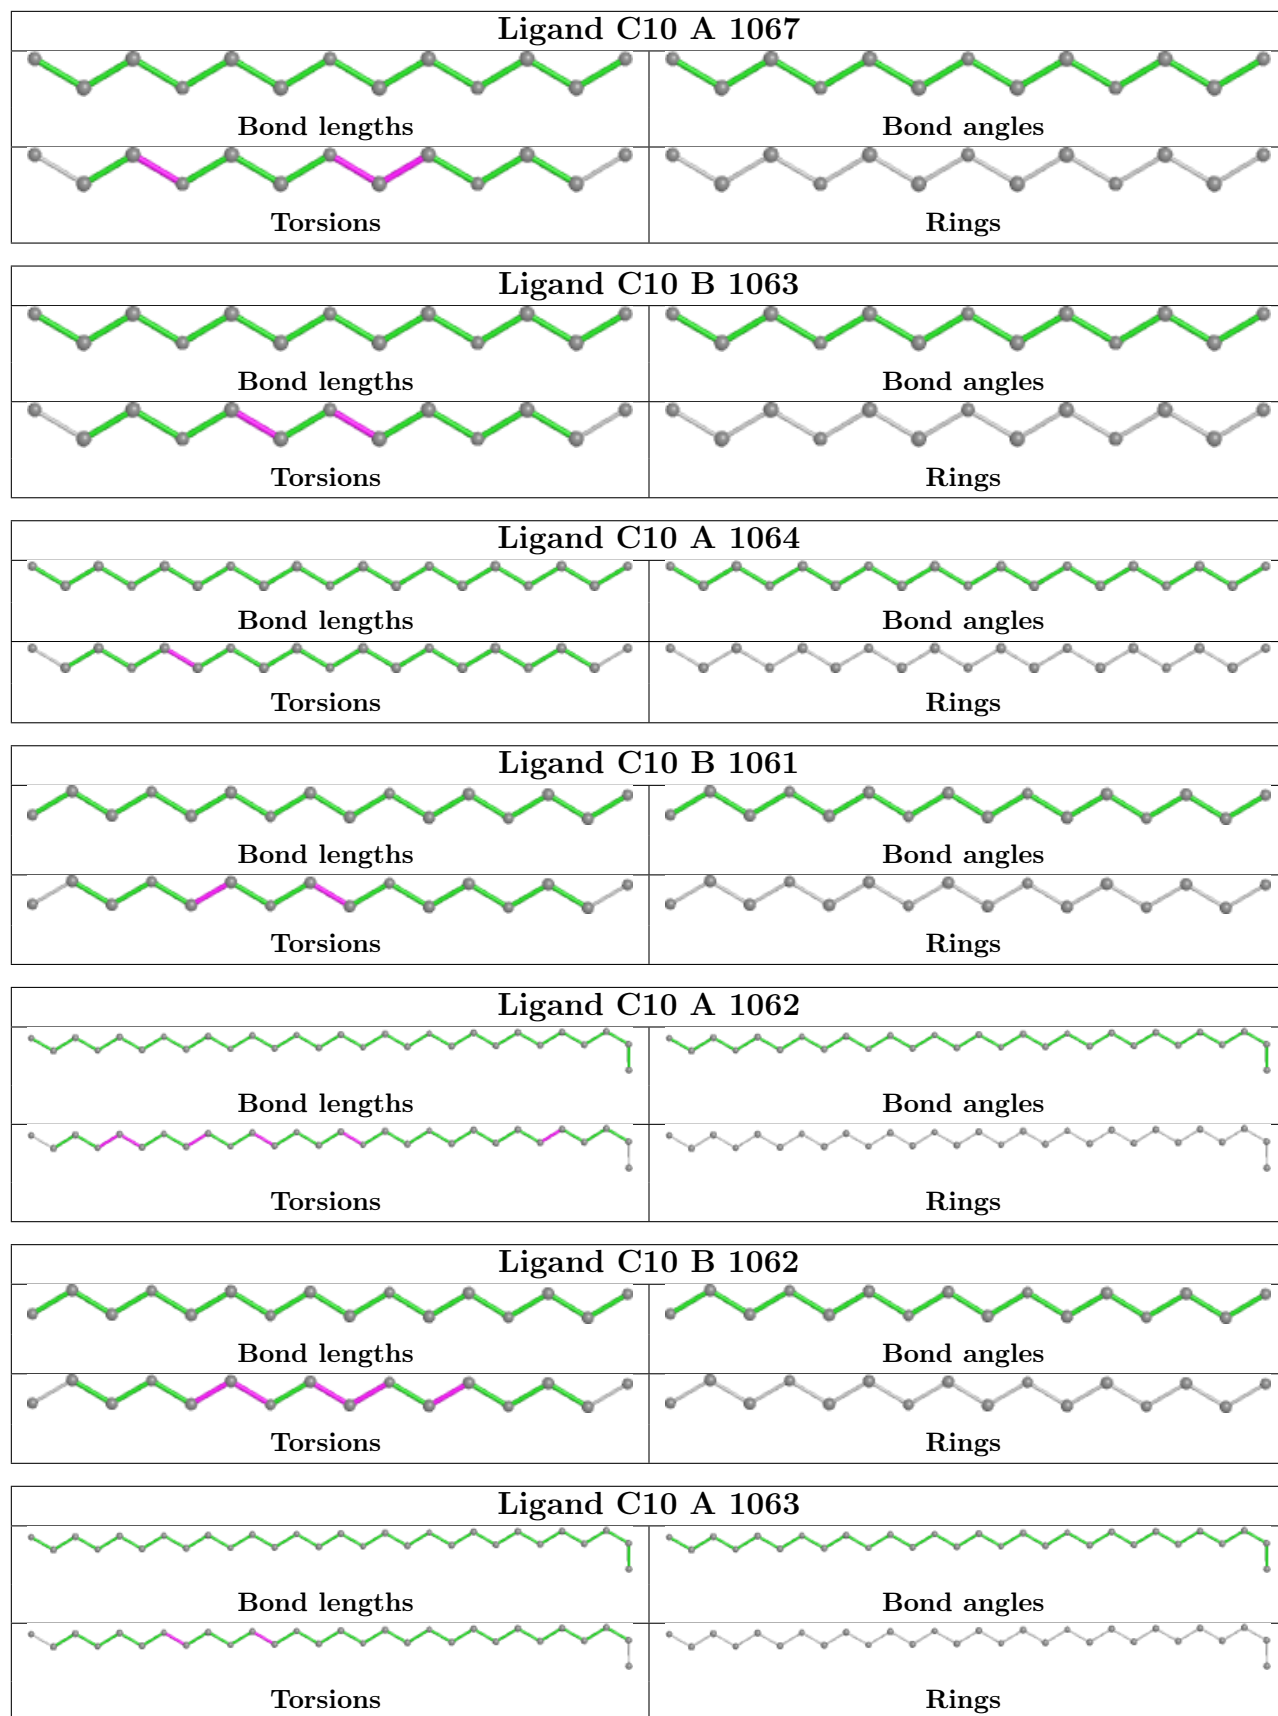 Ligand C10 A 1067
Bond lengths Bond angles
Torsions Rings
Ligand C10 B 1063
Bond lengths Bond angles
Torsions Rings
Ligand C10 A 1064
Bond lengths Bond angles
Torsions Rings
Ligand C10 B 1061
Bond lengths Bond angles
Torsions Rings
Ligand C10 A 1062
Bond lengths Bond angles
Torsions Rings
Ligand C10 B 1062
Bond lengths Bond angles
Torsions Rings
Ligand C10 A 1063
Bond lengths Bond angles
Torsions Rings